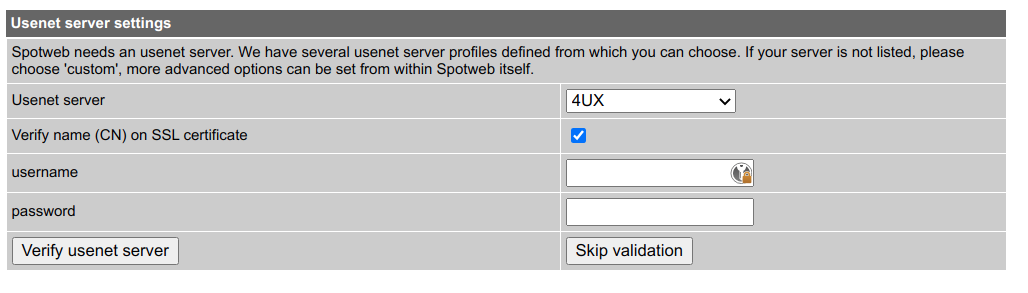 Usenet server settings
Spotweb needs an usenet server. We have several usenet server profiles defined from which you can choose. If your server is not listed, please
choose 'custom', more advanced options can be set from within Spotweb itself.
Usenet server
4UX
Verify name (CN) on SSL certificate
username
password
Verify usenet server
Skip validation